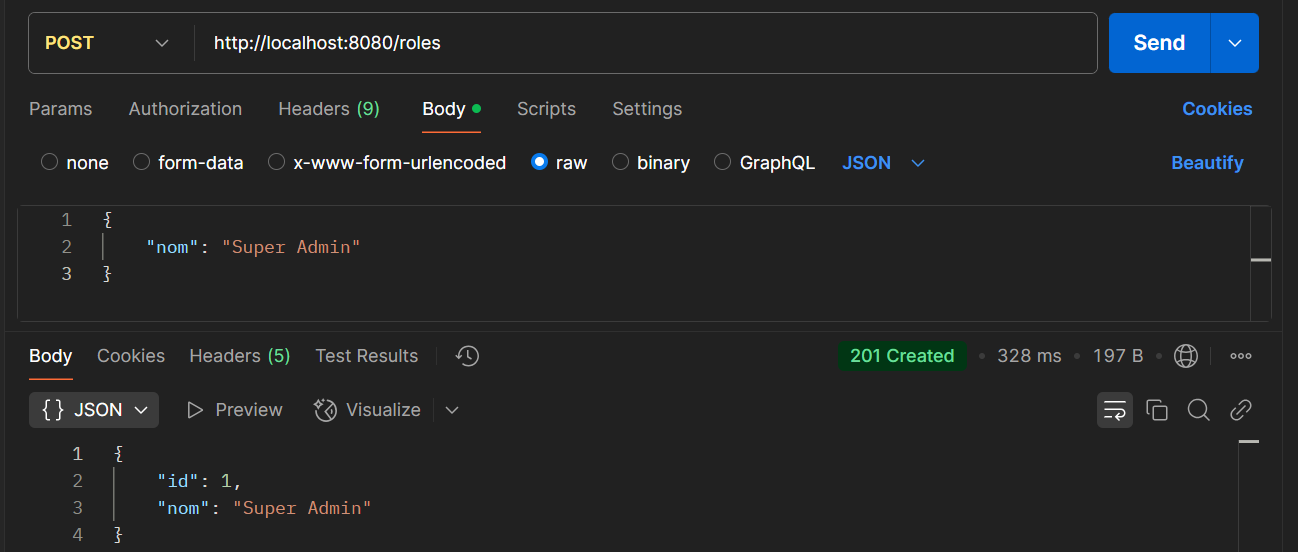 POST http://localhost:8080/roles Send
Params Authorization Headers (9) Body Scripts Settings Cookies
none form-data x-www-form-urlencoded raw binary GraphQL JSON Beautify
1 {
2 "nom": "Super Admin"
3 }
Body Cookies Headers (5) Test Results 201 Created 328 ms 197 B
{} JSON Preview Visualize
1 {
2 "id": 1,
3 "nom": "Super Admin"
4 }